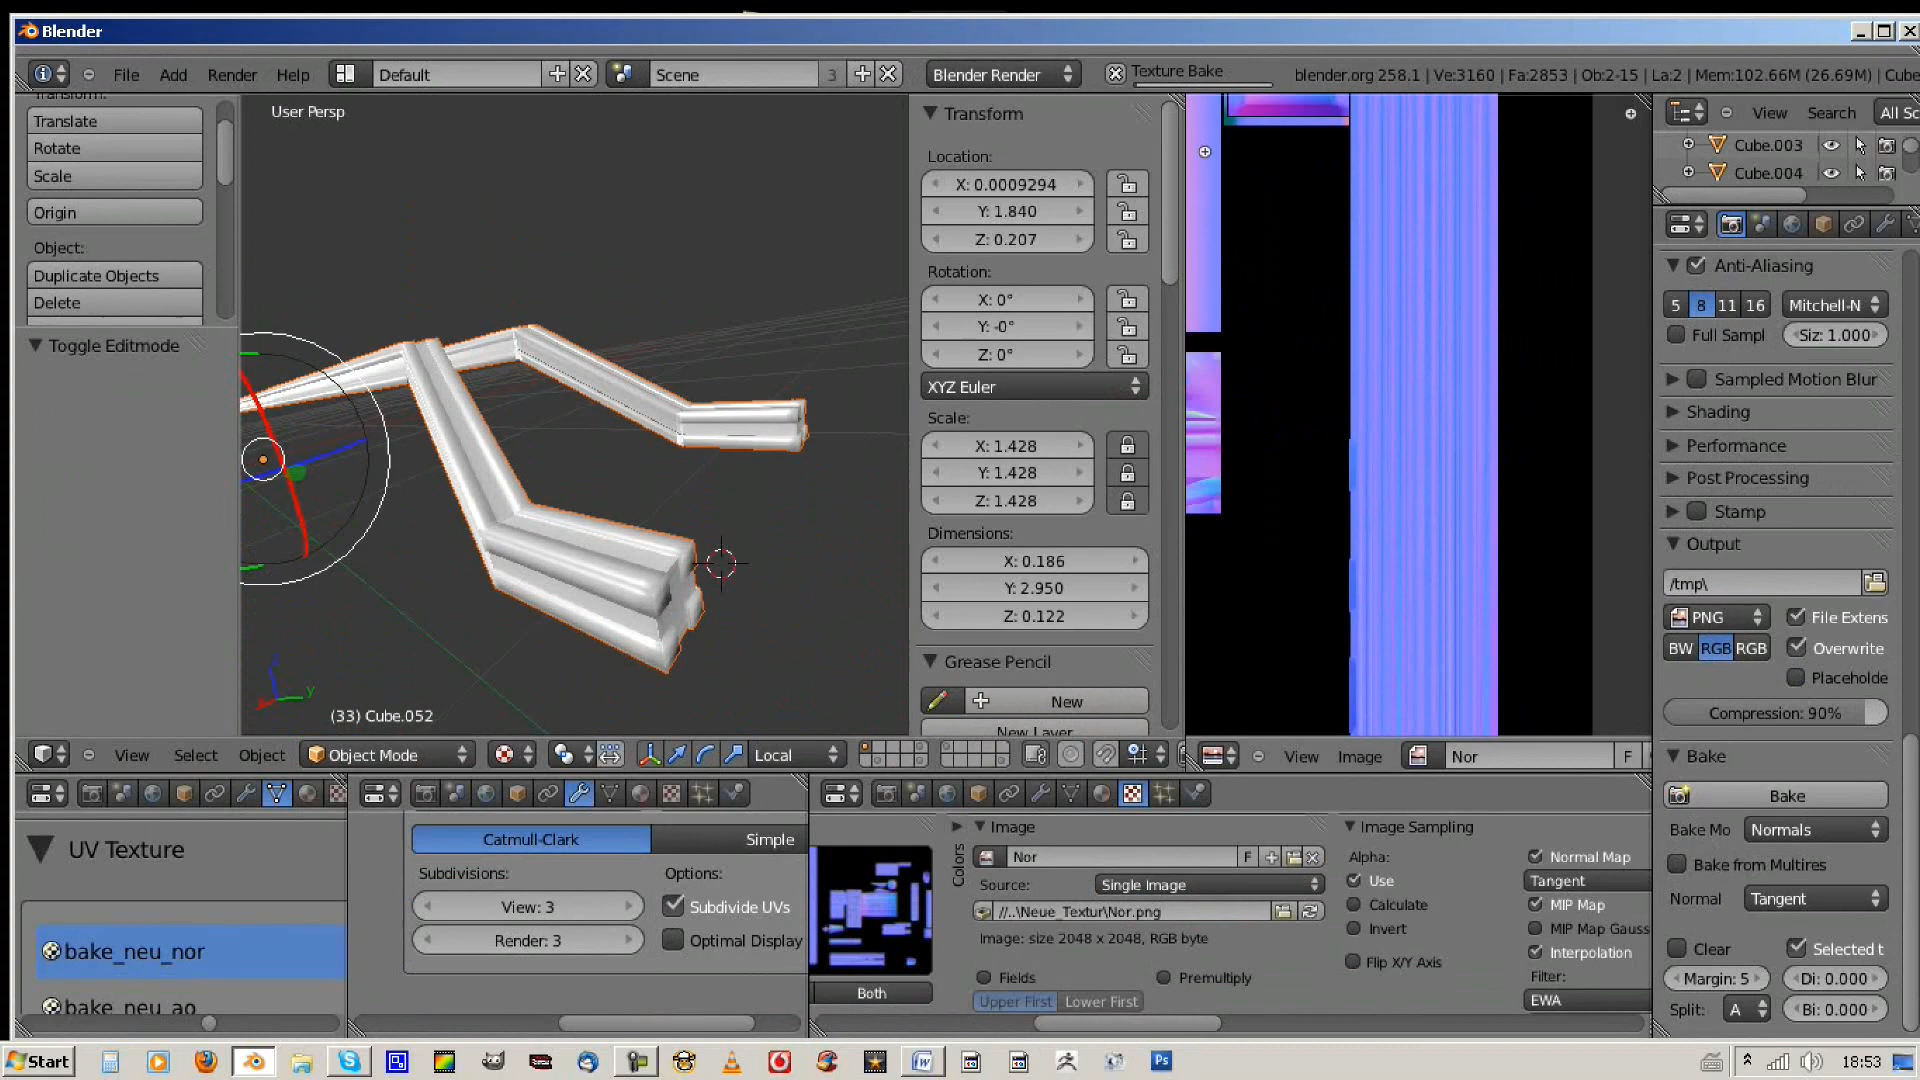 Blender
File Add Render Help Default Scene 3 Blender Render Texture Bake blender.org 258.1 | Ve:3160 | Fa:2853 | Ob:2-15 | La:2 | Mem:102.66M (26.69M) | Cube
Translate
Rotate
Scale
Origin
Object:
Duplicate Objects
Delete
Toggle Editmode
User Persp
(33) Cube.052
Transform
Location:
X: 0.0009294
Y: 1.840
Z: 0.207
Rotation:
X: 0°
Y: -0°
Z: 0°
XYZ Euler
Scale:
X: 1.428
Y: 1.428
Z: 1.428
Dimensions:
X: 0.186
Y: 2.950
Z: 0.122
Grease Pencil
New
New Layer
View Search All Sc
Cube.003
Cube.004
Anti-Aliasing
5 8 11 16 Mitchell-N
Full Sampl Siz: 1.000
Sampled Motion Blur
Shading
Performance
Post Processing
Stamp
Output
/tmp\
PNG File Extens
BW RGB RGB Overwrite
Placeholde
Compression: 90%
Bake
Bake
Bake Mo Normals
Bake from Multires
Normal Tangent
Clear Selected t
Margin: 5 Di: 0.000
Split: A Bi: 0.000
View Select Object Object Mode Local
View Image Nor F
UV Texture
bake_neu_nor
bake_neu_ao
Catmull-Clark Simple
Subdivisions: Options:
View: 3 Subdivide UVs
Render: 3 Optimal Display
Both
Colors
Image
Nor F
Source: Single Image
//..\Neue_Textur\Nor.png
Image: size 2048 x 2048, RGB byte
Fields Premultiply
Upper First Lower First
Image Sampling
Alpha: Normal Map
Use Tangent
Calculate MIP Map
Invert MIP Map Gauss
Flip X/Y Axis Interpolation
Filter:
EWA
Start 18:53